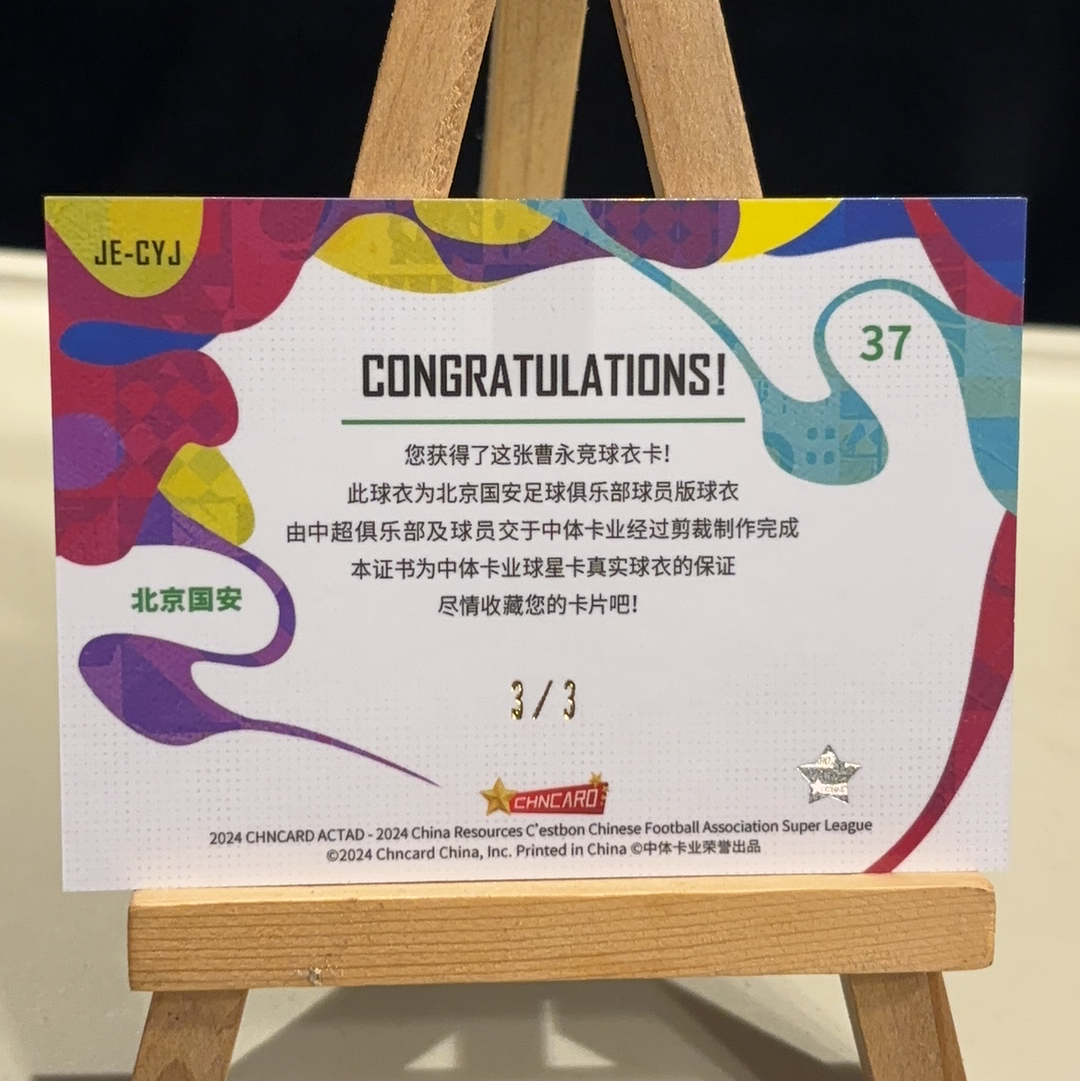 JE-CYJ
37
CONGRATULATIONS!
您获得了这张曹永竞球衣卡!
此球衣为北京国安足球俱乐部球员版球衣
由中超俱乐部及球员交于中体卡业经过剪裁制作完成
本证书为中体卡业球星卡真实球衣的保证
尽情收藏您的卡片吧!
北京国安
3/3
CHNCARD
2024 CHNCARD ACTAD - 2024 China Resources C'estbon Chinese Football Association Super League
©2024 Chncard China, Inc. Printed in China ©中体卡业荣誉出品